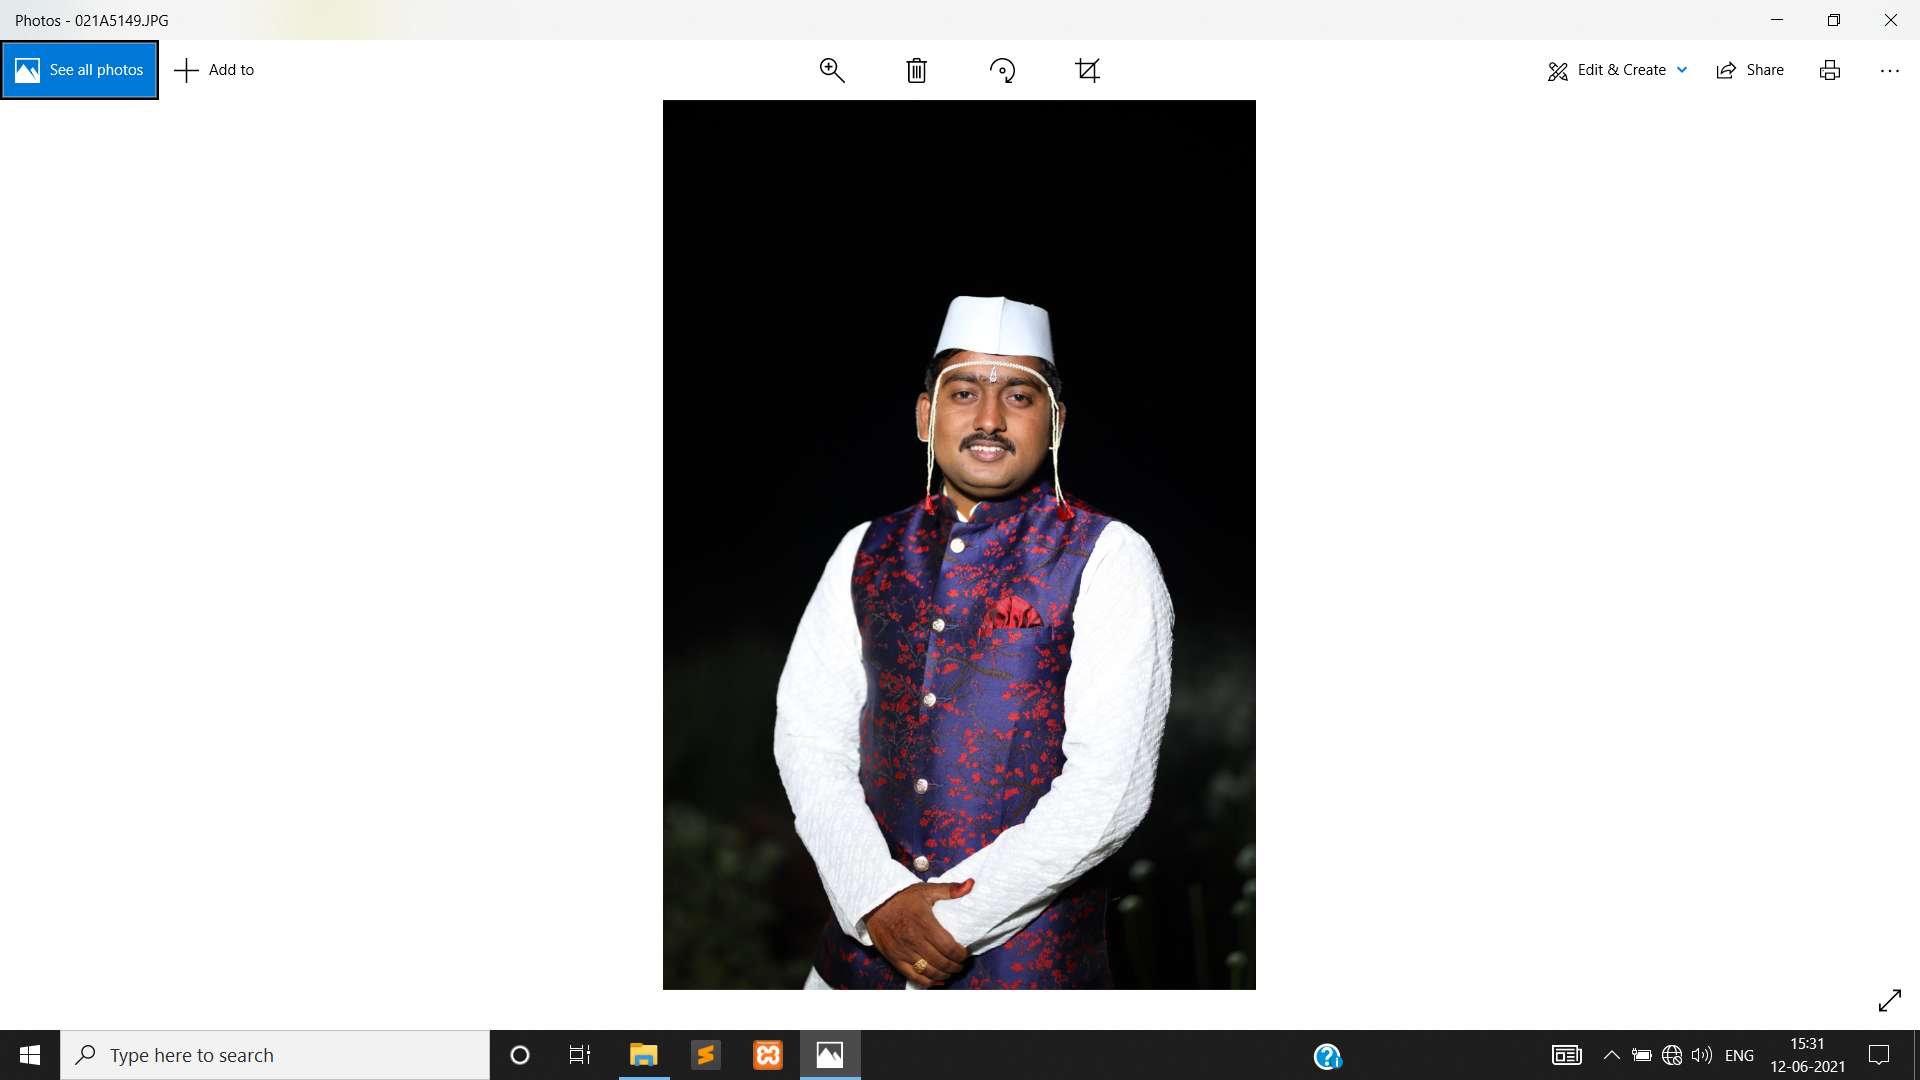 Photos - 021A5149.JPG
See all photos
Add to
Edit & Create
Share
Type here to search
ENG
15:31
12-06-2021